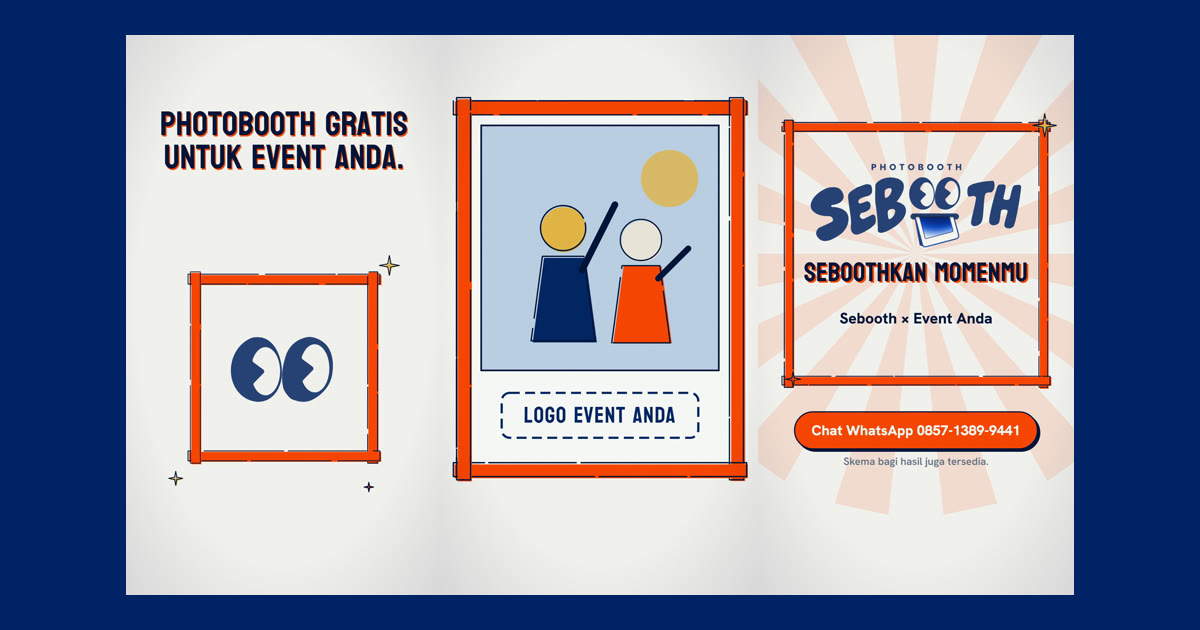 PHOTOBOOTH GRATIS
UNTUK EVENT ANDA.
LOGO EVENT ANDA
PHOTOBOOTH
SEBOOTH
SEBOOTHKAN MOMENMU
Sebooth × Event Anda
Chat WhatsApp 0857-1389-9441
Skema bagi hasil juga tersedia.